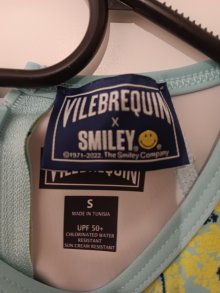 VILEBREQUIN
X
SMILEY
©1971-2022 The Smiley Company
VILEBREQUIN
S
MADE IN TUNISIA
UPF 50+
CHLORINATED WATER
RESISTANT
SUN CREAM RESISTANT